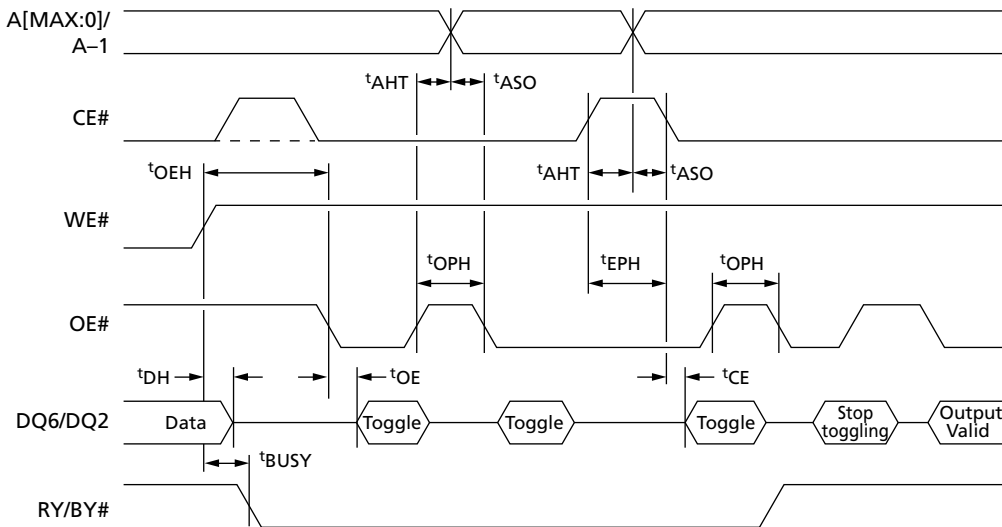 A[MAX:0]/
A–1
tAHT
tASO
CE#
tOEH
tAHT
tASO
WE#
tOPH
tEPH
tOPH
OE#
tDH
tOE
tCE
DQ6/DQ2
Data
Toggle
Toggle
Toggle
Stop
toggling
Output
Valid
tBUSY
RY/BY#